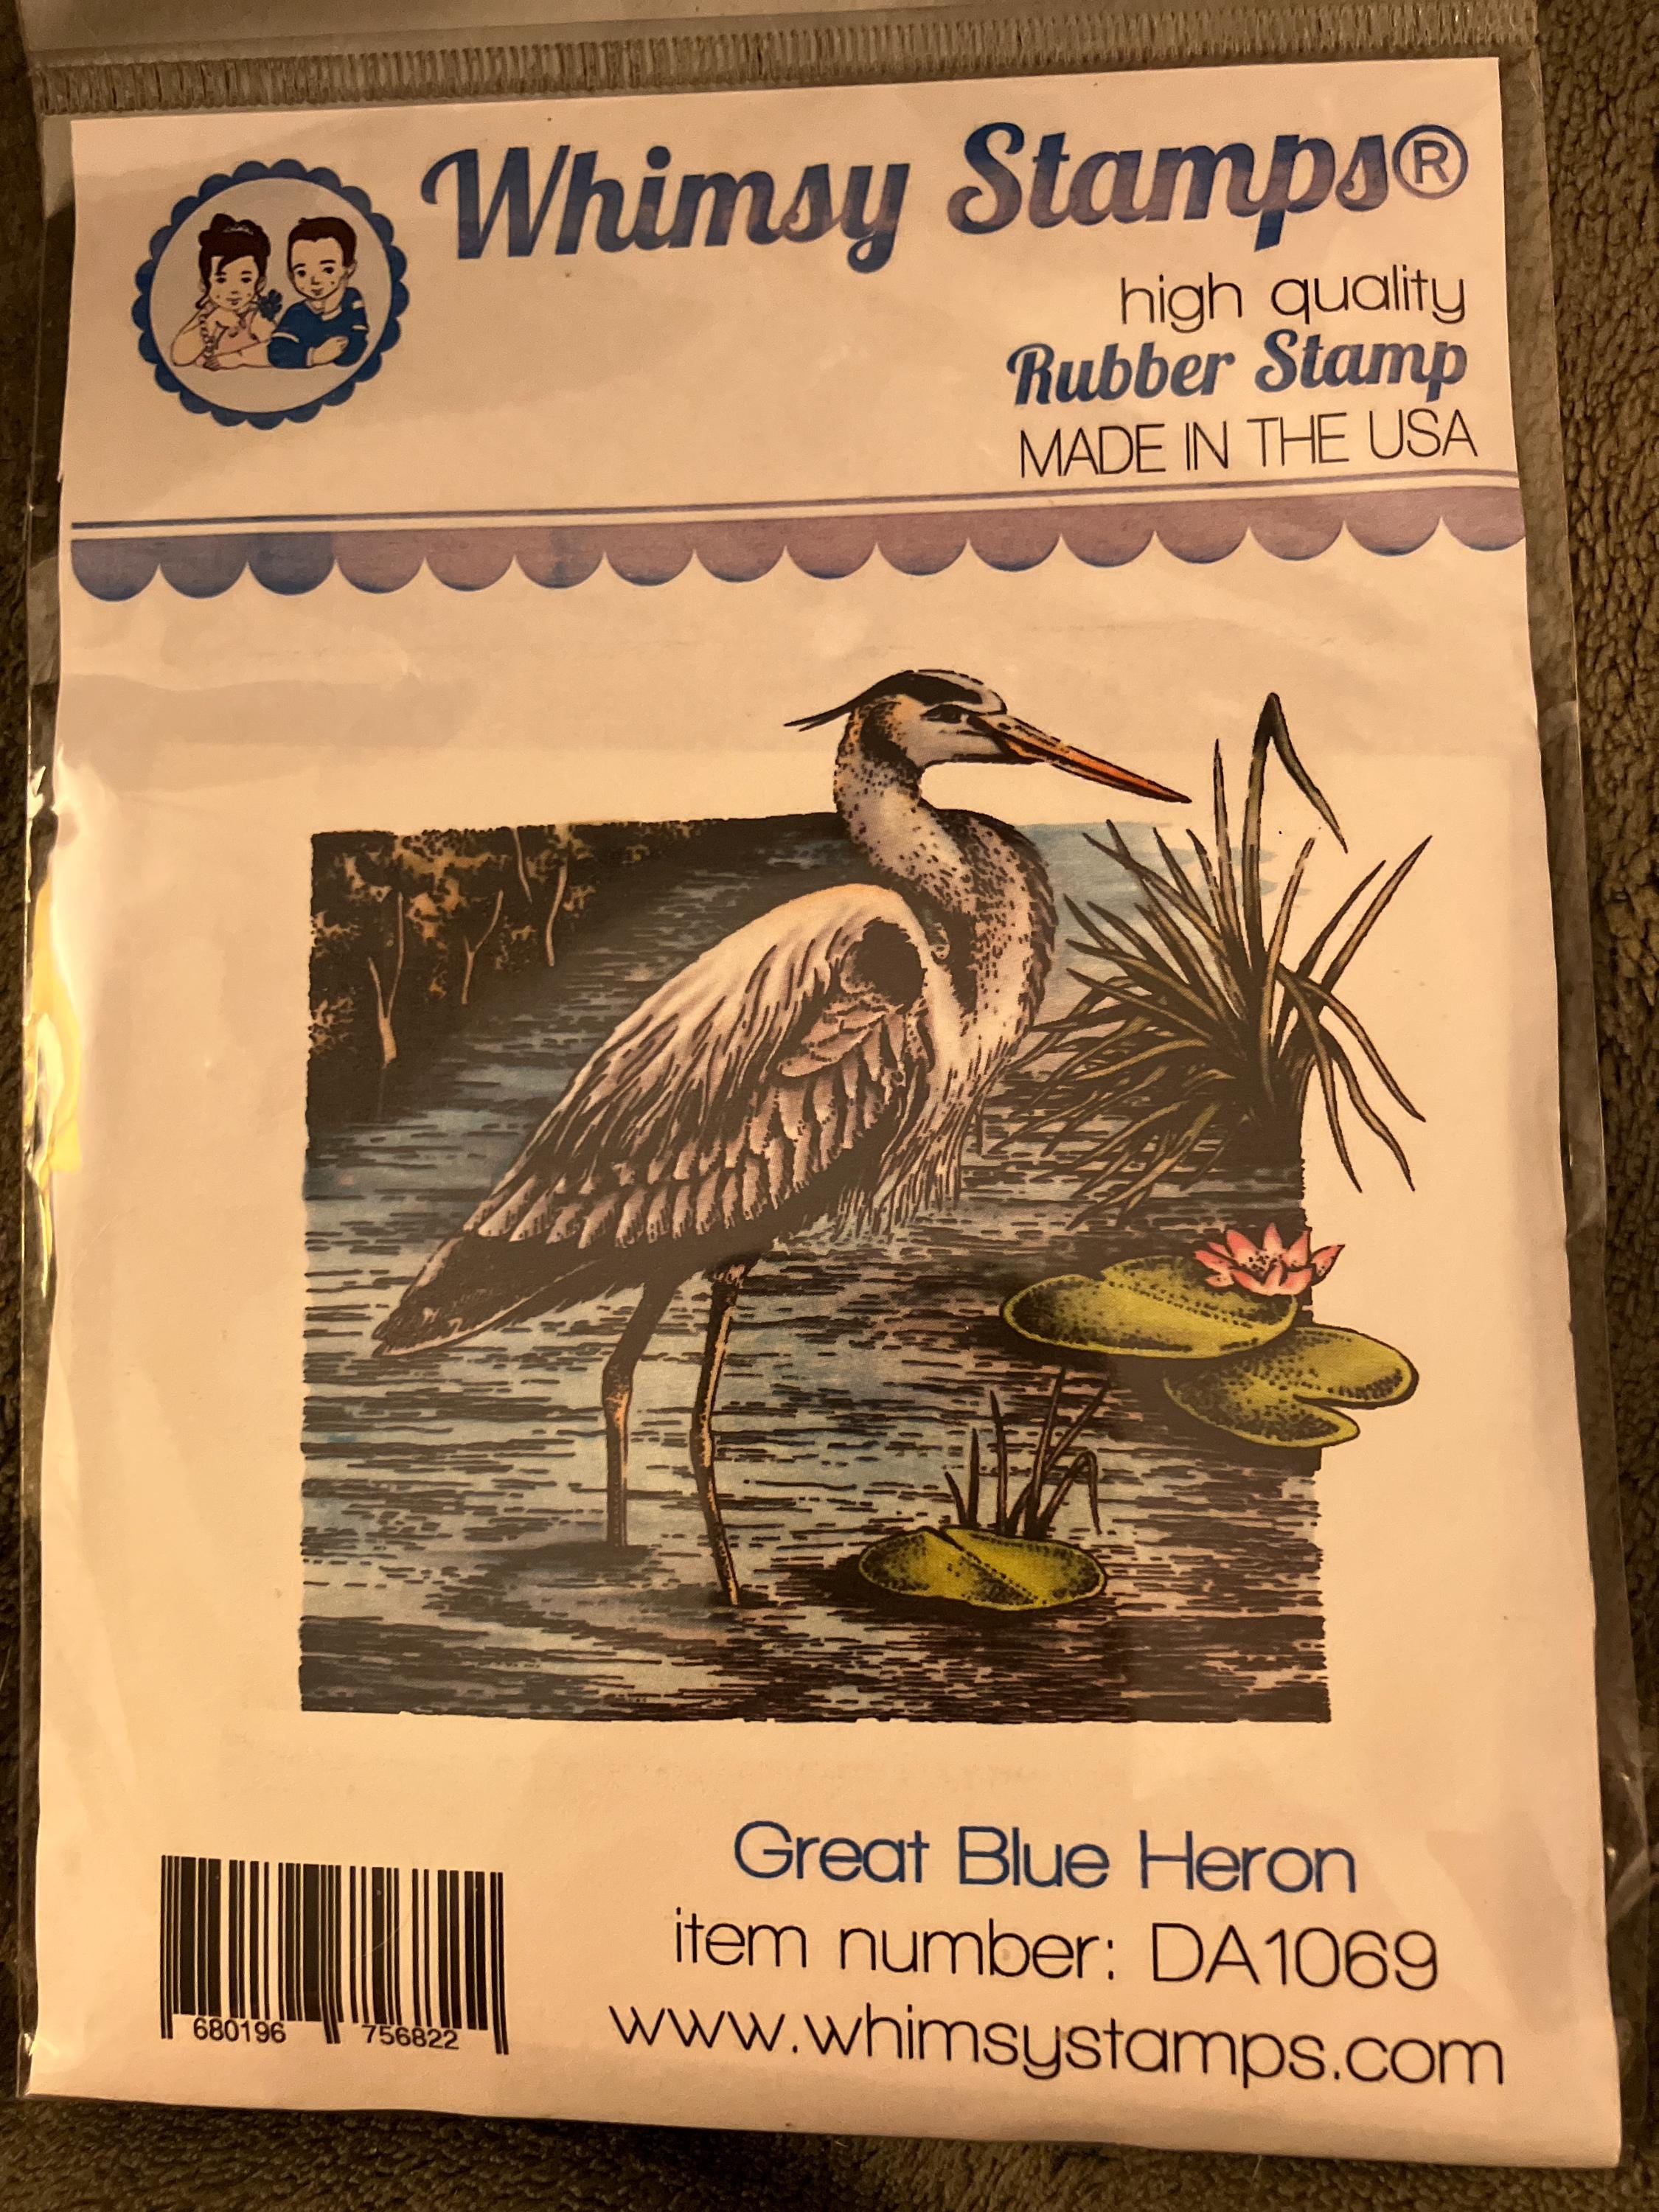 Whimsy Stamps®
high quality
Rubber Stamp
MADE IN THE USA
Great Blue Heron
item number: DA1069
www.whimsystamps.com
680196 756822